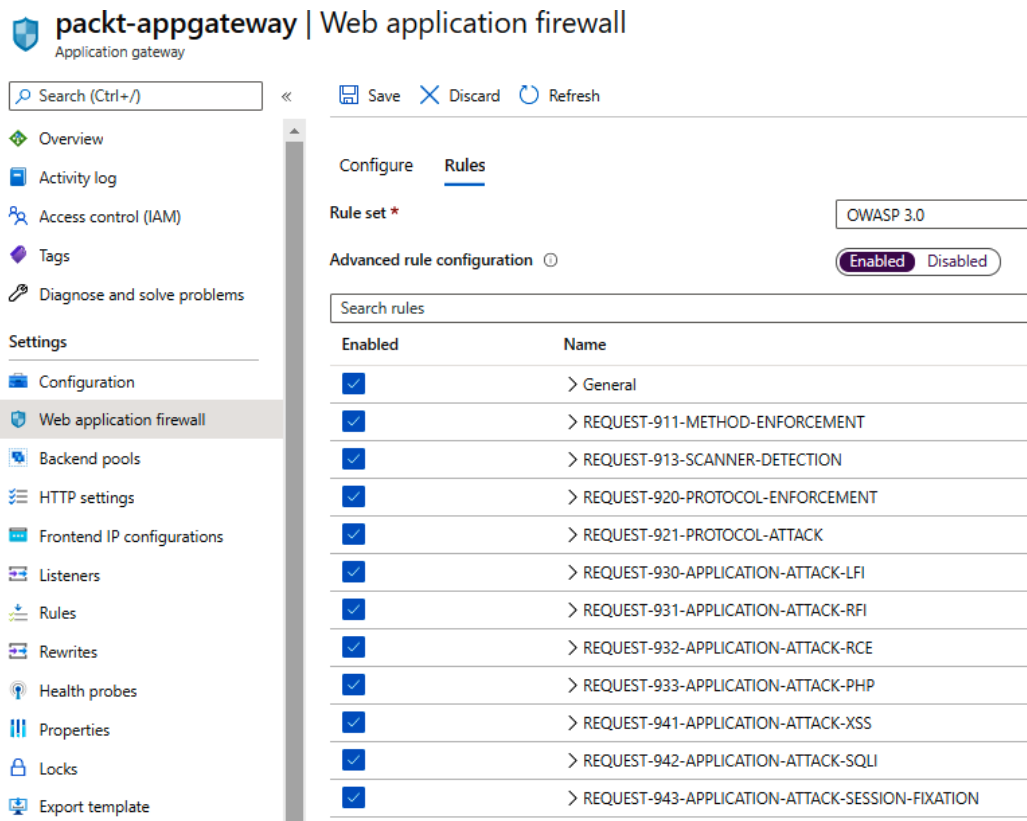 packt-appgateway | Web application firewall
Application gateway
Search (Ctrl+/)
«
Overview
Activity log
Access control (IAM)
Tags
Diagnose and solve problems
Settings
Configuration
Web application firewall
Backend pools
HTTP settings
Frontend IP configurations
Listeners
Rules
Rewrites
Health probes
Properties
Locks
Export template
Save Discard Refresh
Configure Rules
Rule set *
OWASP 3.0
Advanced rule configuration
Enabled Disabled
Search rules
Enabled Name
General
REQUEST-911-METHOD-ENFORCEMENT
REQUEST-913-SCANNER-DETECTION
REQUEST-920-PROTOCOL-ENFORCEMENT
REQUEST-921-PROTOCOL-ATTACK
REQUEST-930-APPLICATION-ATTACK-LFI
REQUEST-931-APPLICATION-ATTACK-RFI
REQUEST-932-APPLICATION-ATTACK-RCE
REQUEST-933-APPLICATION-ATTACK-PHP
REQUEST-941-APPLICATION-ATTACK-XSS
REQUEST-942-APPLICATION-ATTACK-SQLI
REQUEST-943-APPLICATION-ATTACK-SESSION-FIXATION